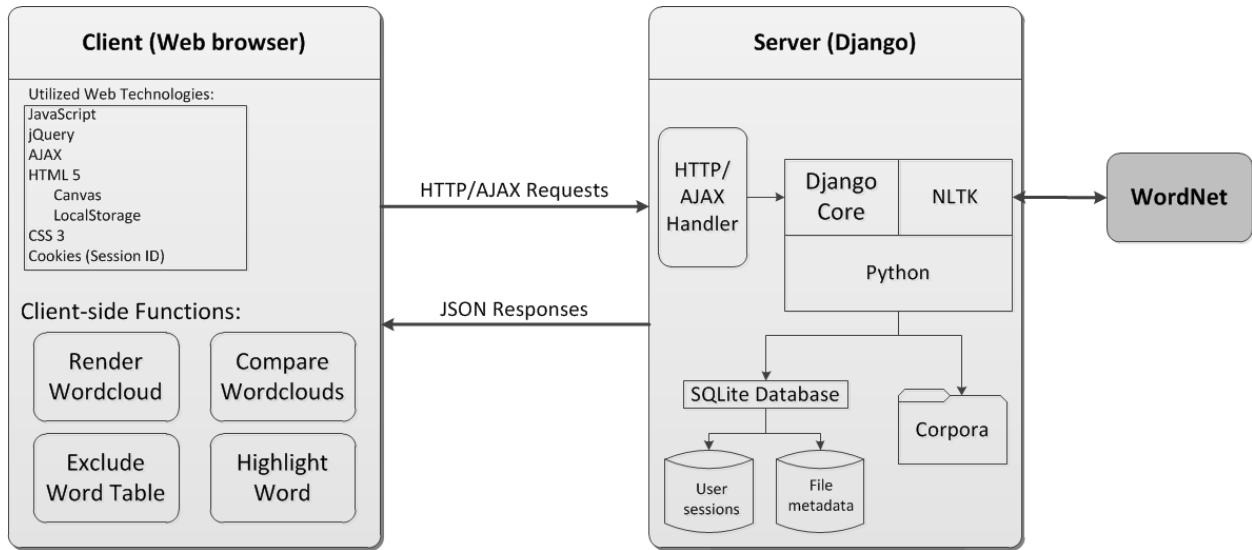 Client (Web browser)
Utilized Web Technologies:
JavaScript
jQuery
AJAX
HTML 5
Canvas
LocalStorage
CSS 3
Cookies (Session ID)
Client-side Functions:
Render
Wordcloud
Compare
Wordclouds
Exclude
Word Table
Highlight
Word
HTTP/AJAX Requests
JSON Responses
Server (Django)
HTTP/
AJAX
Handler
Django
Core
NLTK
Python
SQLite Database
User
sessions
File
metadata
Corpora
WordNet